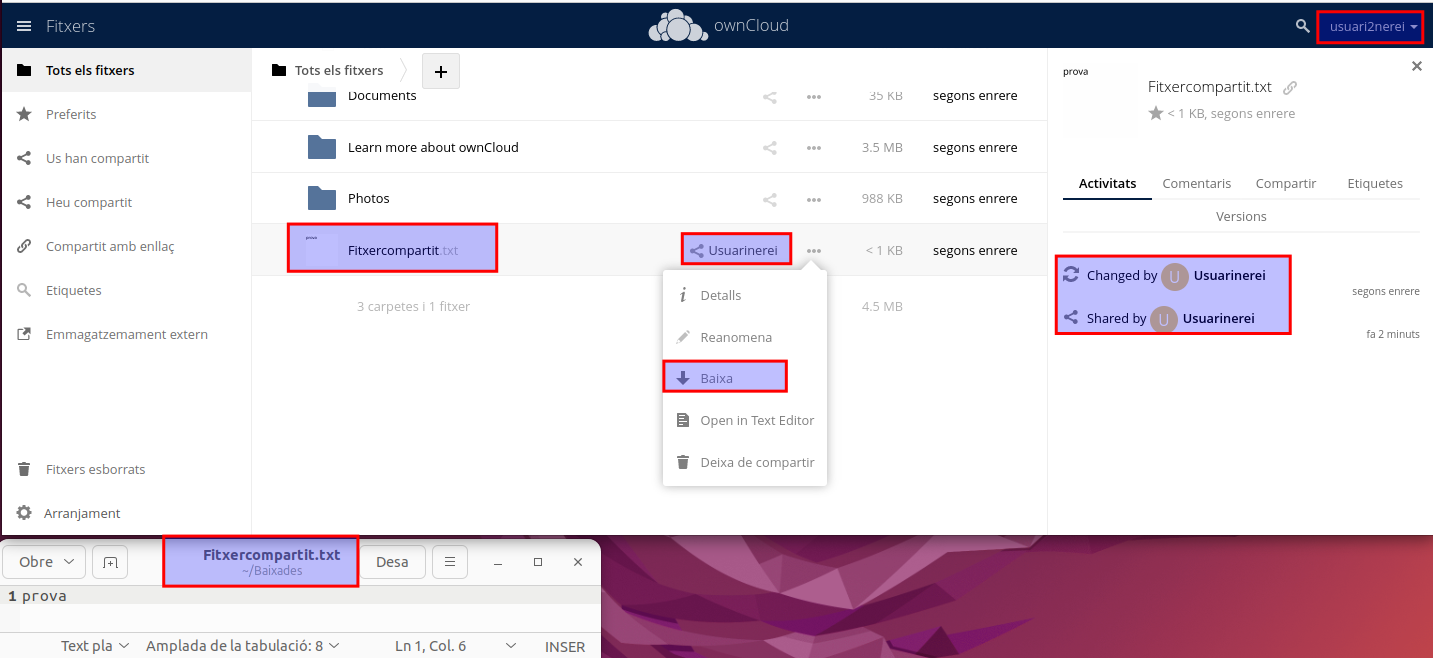 Fitxers
ownCloud
usuari2nerei
Tots els fitxers
Preferits
Us han compartit
Heu compartit
Compartit amb enllaç
Etiquetes
Emmagatzemament extern
Fitxers esborrats
Arranjament
Tots els fitxers
+
Documents 35 KB segons enrere
Learn more about ownCloud 3.5 MB segons enrere
Photos 988 KB segons enrere
Fitxercompartit.txt Usuarinerei < 1 KB segons enrere
3 carpetes i 1 fitxer 4.5 MB
Detalls
Reanomena
Baixa
Open in Text Editor
Deixa de compartir
prova
Fitxercompartit.txt
< 1 KB, segons enrere
Activitats Comentaris Compartir Etiquetes
Versions
Changed by U Usuarinerei
segons enrere
Shared by U Usuarinerei
fa 2 minuts
Obre
Fitxercompartit.txt
~/Baixades
Desa
1 prova
Text pla Amplada de la tabulació: 8 Ln 1, Col. 6 INSER